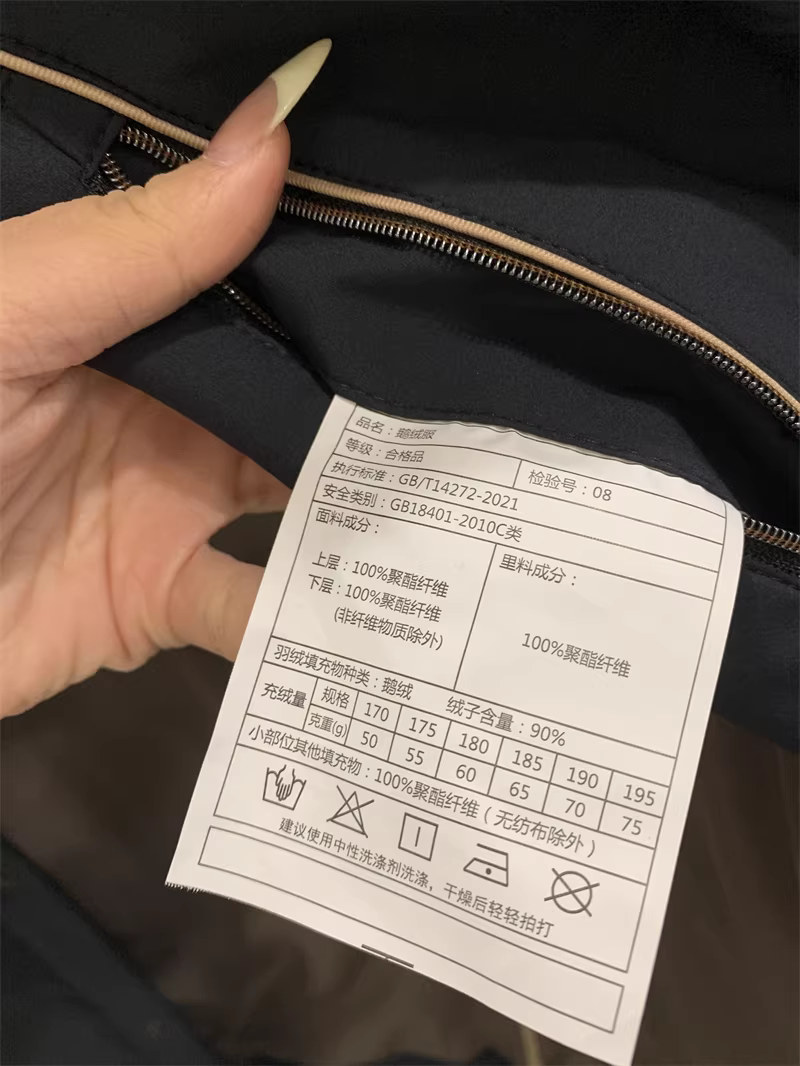 品名：鹅绒服
等级：合格品
检验号：08
执行标准：GB/T14272-2021
安全类别：GB18401-2010C类
面料成分：
上层：100%聚酯纤维
下层：100%聚酯纤维
(非纤维物质除外)
里料成分：
100%聚酯纤维
羽绒填充物种类：鹅绒 绒子含量：90%
充绒量
规格 170 175 180 185 190 195
克重(g) 50 55 60 65 70 75
小部位其他填充物：100%聚酯纤维（无纺布除外）
建议使用中性洗涤剂洗涤，干燥后轻轻拍打